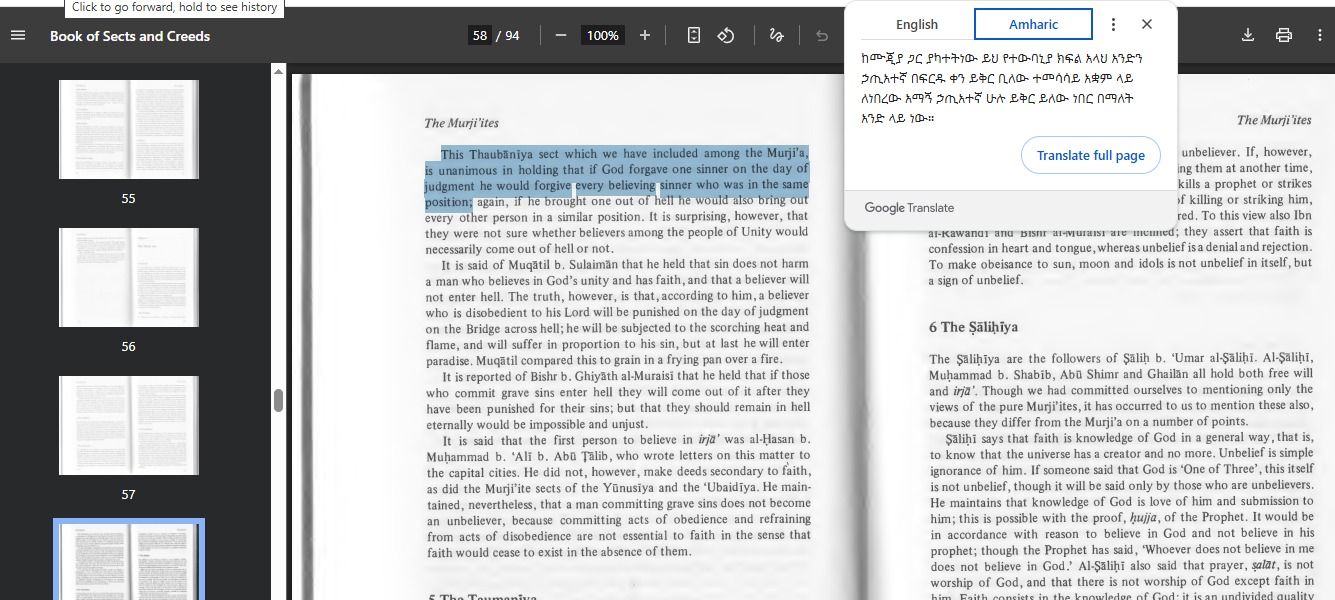 Click to go forward, hold to see history
Book of Sects and Creeds
58 / 94
100%
55
56
57
The Murji'ites
This Thaubānīya sect which we have included among the Murji'a,
is unanimous in holding that if God forgave one sinner on the day of
judgment he would forgive every believing sinner who was in the same
position; again, if he brought one out of hell he would also bring out
every other person in a similar position. It is surprising, however, that
they were not sure whether believers among the people of Unity would
necessarily come out of hell or not.
It is said of Muqātil b. Sulaimān that he held that sin does not harm
a man who believes in God's unity and has faith, and that a believer will
not enter hell. The truth, however, is that, according to him, a believer
who is disobedient to his Lord will be punished on the day of judgment
on the Bridge across hell; he will be subjected to the scorching heat and
flame, and will suffer in proportion to his sin, but at last he will enter
paradise. Muqātil compared this to grain in a frying pan over a fire.
It is reported of Bishr b. Ghiyāth al-Muraisī that he held that if those
who commit grave sins enter hell they will come out of it after they
have been punished for their sins; but that they should remain in hell
eternally would be impossible and unjust.
It is said that the first person to believe in irjā' was al-Ḥasan b.
Muḥammad b. 'Alī b. Abū Ṭālib, who wrote letters on this matter to
the capital cities. He did not, however, make deeds secondary to faith,
as did the Murji'ite sects of the Yūnusīya and the 'Ubaidīya. He main-
tained, nevertheless, that a man committing grave sins does not become
an unbeliever, because committing acts of obedience and refraining
from acts of disobedience are not essential to faith in the sense that
faith would cease to exist in the absence of them.
5 The Taumanīya
English
Amharic
ከሙጂያ ጋር ያካተትነው ይህ የተውባኒያ ክፍል አላህ አንድን
ኃጢአተኛ በፍርዱ ቀን ይቅር ቢለው ተመሳሳይ አቋም ላይ
ለነበረው አማኝ ኃጢአተኛ ሁሉ ይቅር ይለው ነበር በማለት
አንድ ላይ ነው።
Translate full page
Google Translate
The Murji'ites
unbeliever. If, however,
ing them at another time,
kills a prophet or strikes
f killing or striking him,
red. To this view also Ibn
al-Rāwandī and Bishr al-Muraisī are inclined; they assert that faith is
confession in heart and tongue, whereas unbelief is a denial and rejection.
To make obeisance to sun, moon and idols is not unbelief in itself, but
a sign of unbelief.
6 The Ṣāliḥīya
The Ṣāliḥīya are the followers of Ṣāliḥ b. 'Umar al-Ṣāliḥī. Al-Ṣāliḥī,
Muḥammad b. Shabīb, Abū Shimr and Ghailān all hold both free will
and irjā'. Though we had committed ourselves to mentioning only the
views of the pure Murji'ites, it has occurred to us to mention these also,
because they differ from the Murji'a on a number of points.
Ṣāliḥī says that faith is knowledge of God in a general way, that is,
to know that the universe has a creator and no more. Unbelief is simple
ignorance of him. If someone said that God is 'One of Three', this itself
is not unbelief, though it will be said only by those who are unbelievers.
He maintains that knowledge of God is love of him and submission to
him; this is possible with the proof, ḥujja, of the Prophet. It would be
in accordance with reason to believe in God and not believe in his
prophet; though the Prophet has said, 'Whoever does not believe in me
does not believe in God.' Al-Ṣāliḥī also said that prayer, ṣalāt, is not
worship of God, and that there is not worship of God except faith in
him. Faith consists in the knowledge of God; it is an undivided quality